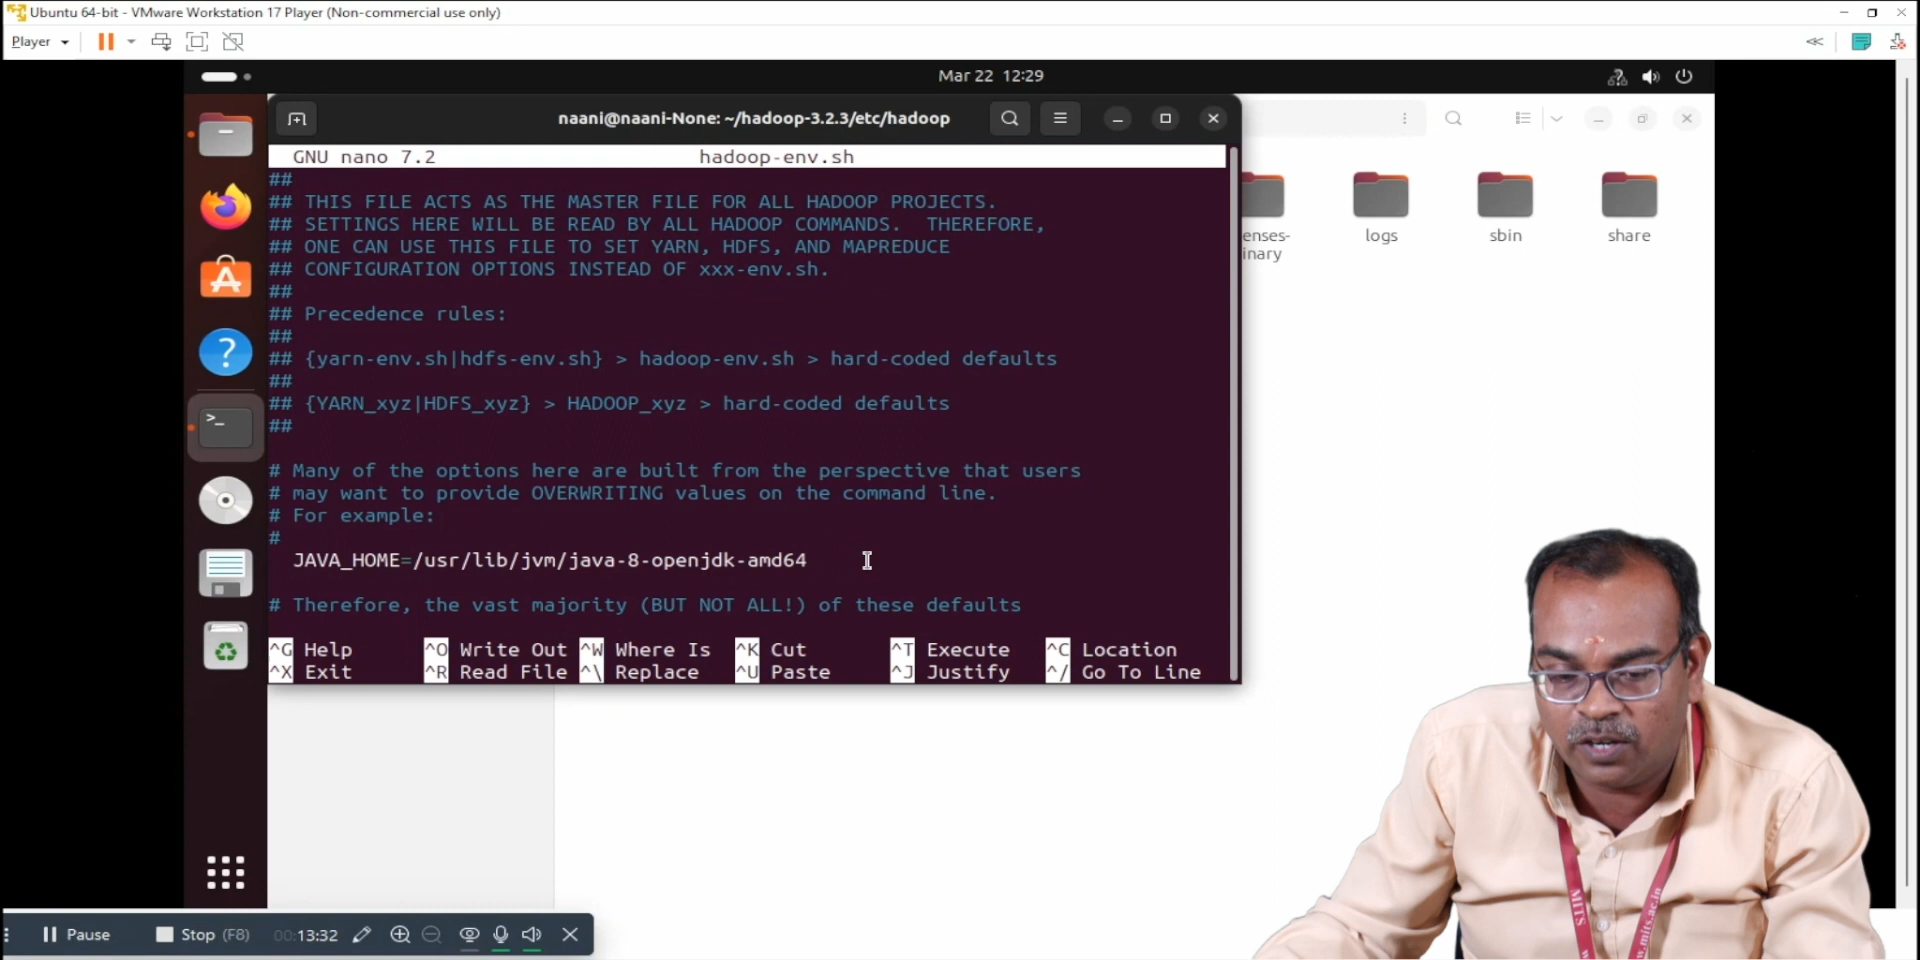 Ubuntu 64-bit - VMware Workstation 17 Player (Non-commercial use only)
Player
Mar 22 12:29
naani@naani-None: ~/hadoop-3.2.3/etc/hadoop
GNU nano 7.2 hadoop-env.sh
##
## THIS FILE ACTS AS THE MASTER FILE FOR ALL HADOOP PROJECTS.
## SETTINGS HERE WILL BE READ BY ALL HADOOP COMMANDS. THEREFORE,
## ONE CAN USE THIS FILE TO SET YARN, HDFS, AND MAPREDUCE
## CONFIGURATION OPTIONS INSTEAD OF xxx-env.sh.
##
## Precedence rules:
##
## {yarn-env.sh|hdfs-env.sh} > hadoop-env.sh > hard-coded defaults
##
## {YARN_xyz|HDFS_xyz} > HADOOP_xyz > hard-coded defaults
##
# Many of the options here are built from the perspective that users
# may want to provide OVERWRITING values on the command line.
# For example:
#
JAVA_HOME=/usr/lib/jvm/java-8-openjdk-amd64
# Therefore, the vast majority (BUT NOT ALL!) of these defaults
^G Help ^O Write Out ^W Where Is ^K Cut ^T Execute ^C Location
^X Exit ^R Read File ^\ Replace ^U Paste ^J Justify ^/ Go To Line
enses-
inary
logs
sbin
share
Pause
Stop (F8)
00:13:32
MITS
www.mits.ac.in